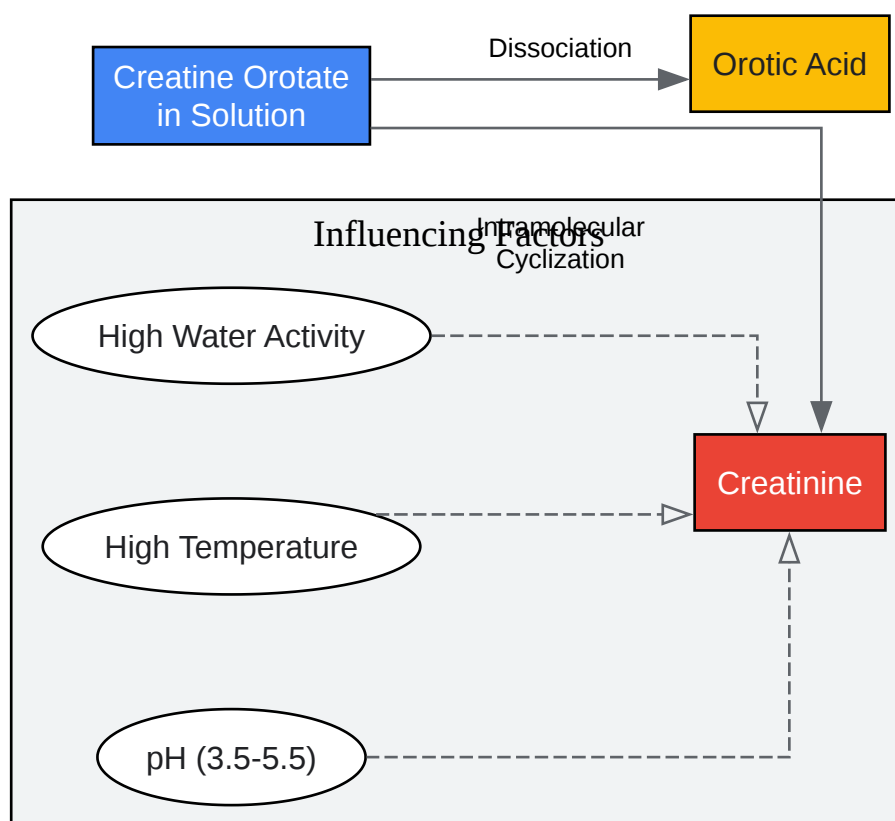 Dissociation
Orotic Acid
Creatine Orotate
in Solution
Influencing Factors
Intramolecular
Cyclization
High Water Activity
Creatinine
High Temperature
pH (3.5-5.5)